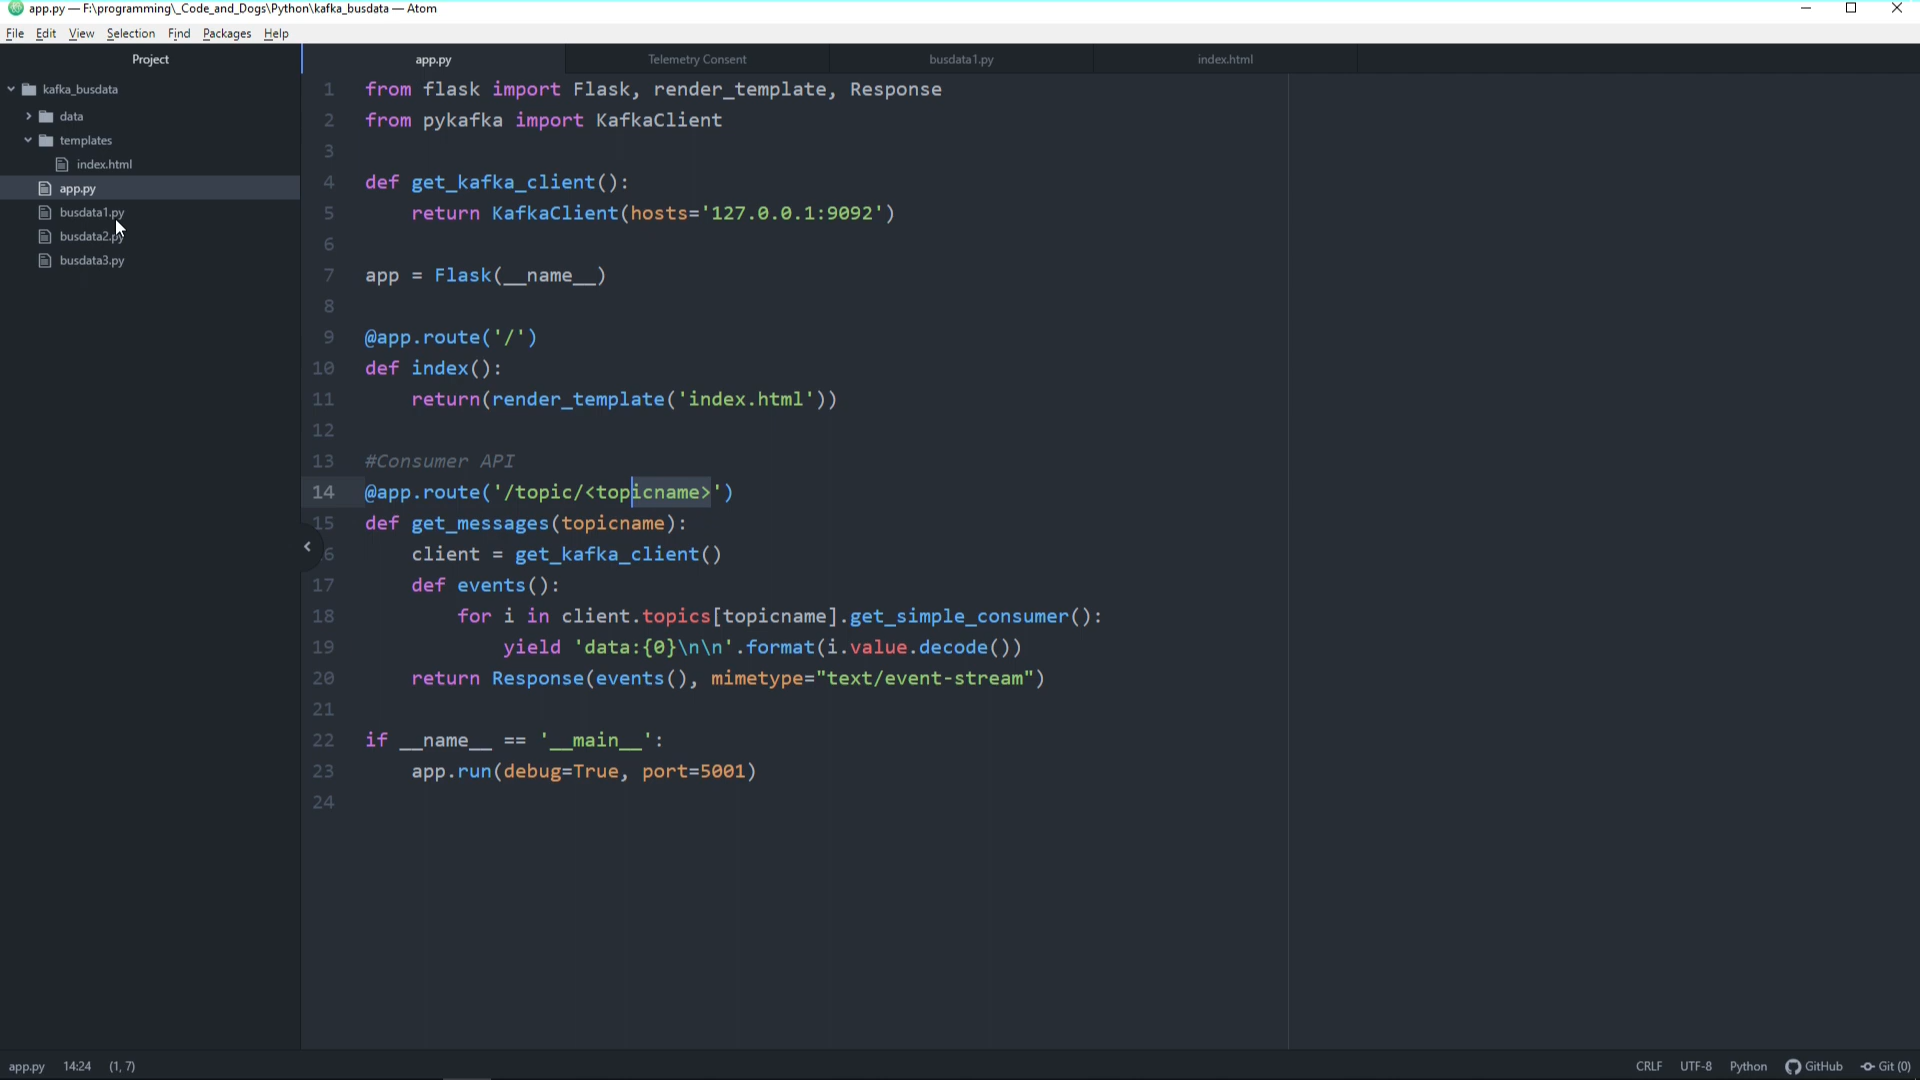 app.py — F:\programming\_Code_and_Dogs\Python\kafka_busdata — Atom
File Edit View Selection Find Packages Help
Project
app.py Telemetry Consent busdata1.py index.html
kafka_busdata
data
templates
index.html
app.py
busdata1.py
busdata2.py
busdata3.py
1 from flask import Flask, render_template, Response
2 from pykafka import KafkaClient
3
4 def get_kafka_client():
5     return KafkaClient(hosts='127.0.0.1:9092')
6
7 app = Flask(__name__)
8
9 @app.route('/')
10 def index():
11     return(render_template('index.html'))
12
13 #Consumer API
14 @app.route('/topic/<topicname>')
15 def get_messages(topicname):
6     client = get_kafka_client()
17     def events():
18         for i in client.topics[topicname].get_simple_consumer():
19             yield 'data:{0}\n\n'.format(i.value.decode())
20     return Response(events(), mimetype="text/event-stream")
21
22 if __name__ == '__main__':
23     app.run(debug=True, port=5001)
24
app.py 14:24 (1, 7) CRLF UTF-8 Python GitHub Git (0)